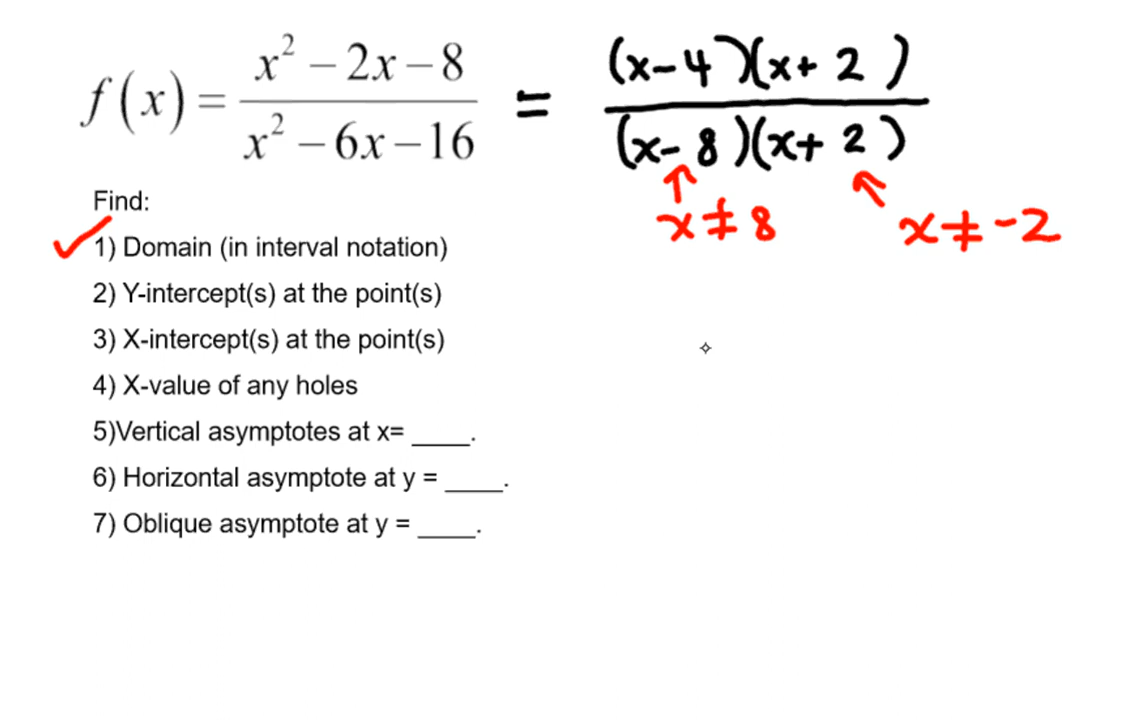 f(x) = (x² − 2x − 8)/(x² − 6x − 16) = ((x - 4)(x + 2))/((x - 8)(x + 2))
x ≠ 8 x ≠ -2
Find:
1) Domain (in interval notation)
2) Y-intercept(s) at the point(s)
3) X-intercept(s) at the point(s)
4) X-value of any holes
5)Vertical asymptotes at x= ____.
6) Horizontal asymptote at y = ____.
7) Oblique asymptote at y = ____.